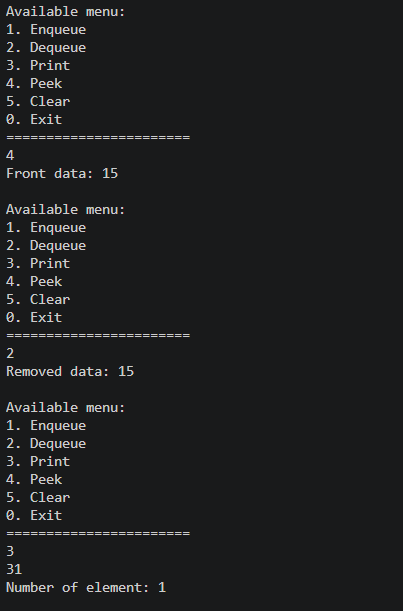 Available menu:
1. Enqueue
2. Dequeue
3. Print
4. Peek
5. Clear
0. Exit
=======================
4
Front data: 15

Available menu:
1. Enqueue
2. Dequeue
3. Print
4. Peek
5. Clear
0. Exit
=======================
2
Removed data: 15

Available menu:
1. Enqueue
2. Dequeue
3. Print
4. Peek
5. Clear
0. Exit
=======================
3
31
Number of element: 1